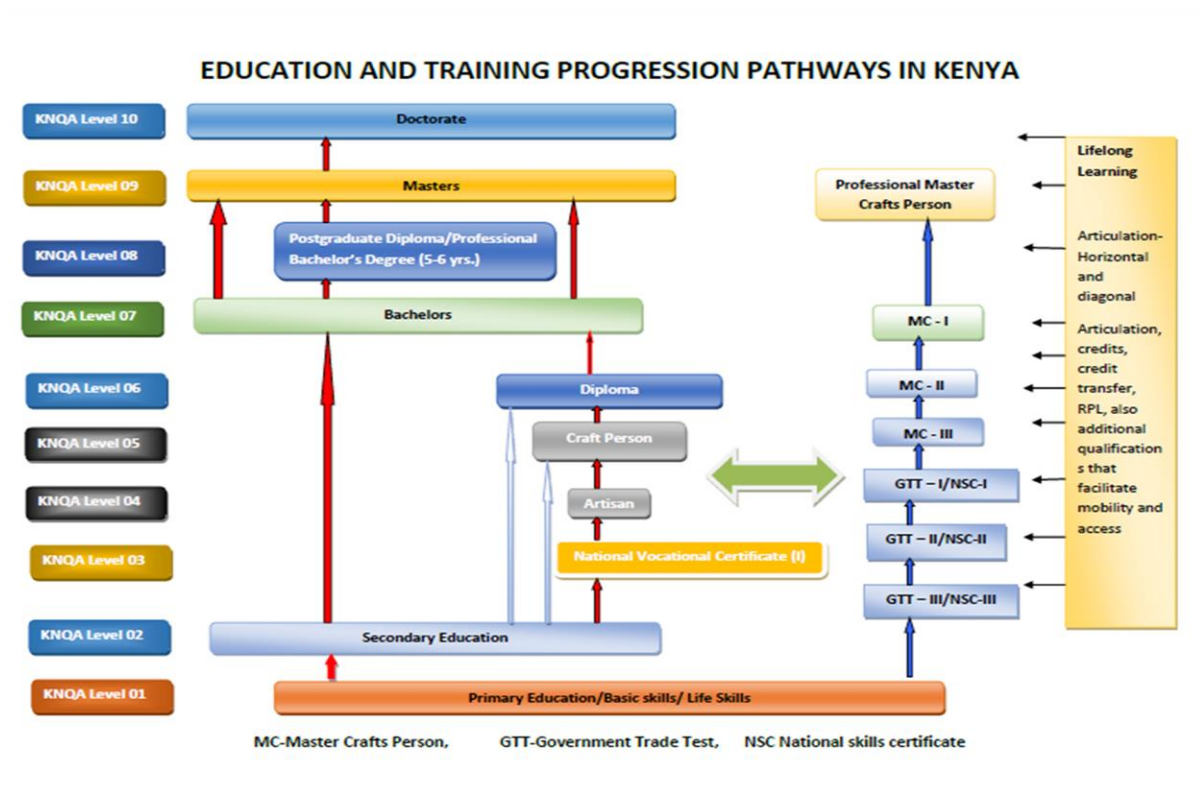 EDUCATION AND TRAINING PROGRESSION PATHWAYS IN KENYA
KNQA Level 10
Doctorate
KNQA Level 09
Masters
KNQA Level 08
Postgraduate Diploma/Professional
Bachelor's Degree (5-6 yrs.)
KNQA Level 07
Bachelors
KNQA Level 06
Diploma
KNQA Level 05
Craft Person
KNQA Level 04
Artisan
KNQA Level 03
National Vocational Certificate (I)
KNQA Level 02
Secondary Education
KNQA Level 01
Primary Education/Basic skills/ Life Skills
Professional Master
Crafts Person
MC - I
MC - II
MC - III
GTT – I/NSC-I
GTT – II/NSC-II
GTT – III/NSC-III
Lifelong
Learning
Articulation-
Horizontal
and
diagonal
Articulation,
credits,
credit
transfer,
RPL, also
additional
qualification
s that
facilitate
mobility and
access
MC-Master Crafts Person, GTT-Government Trade Test, NSC National skills certificate